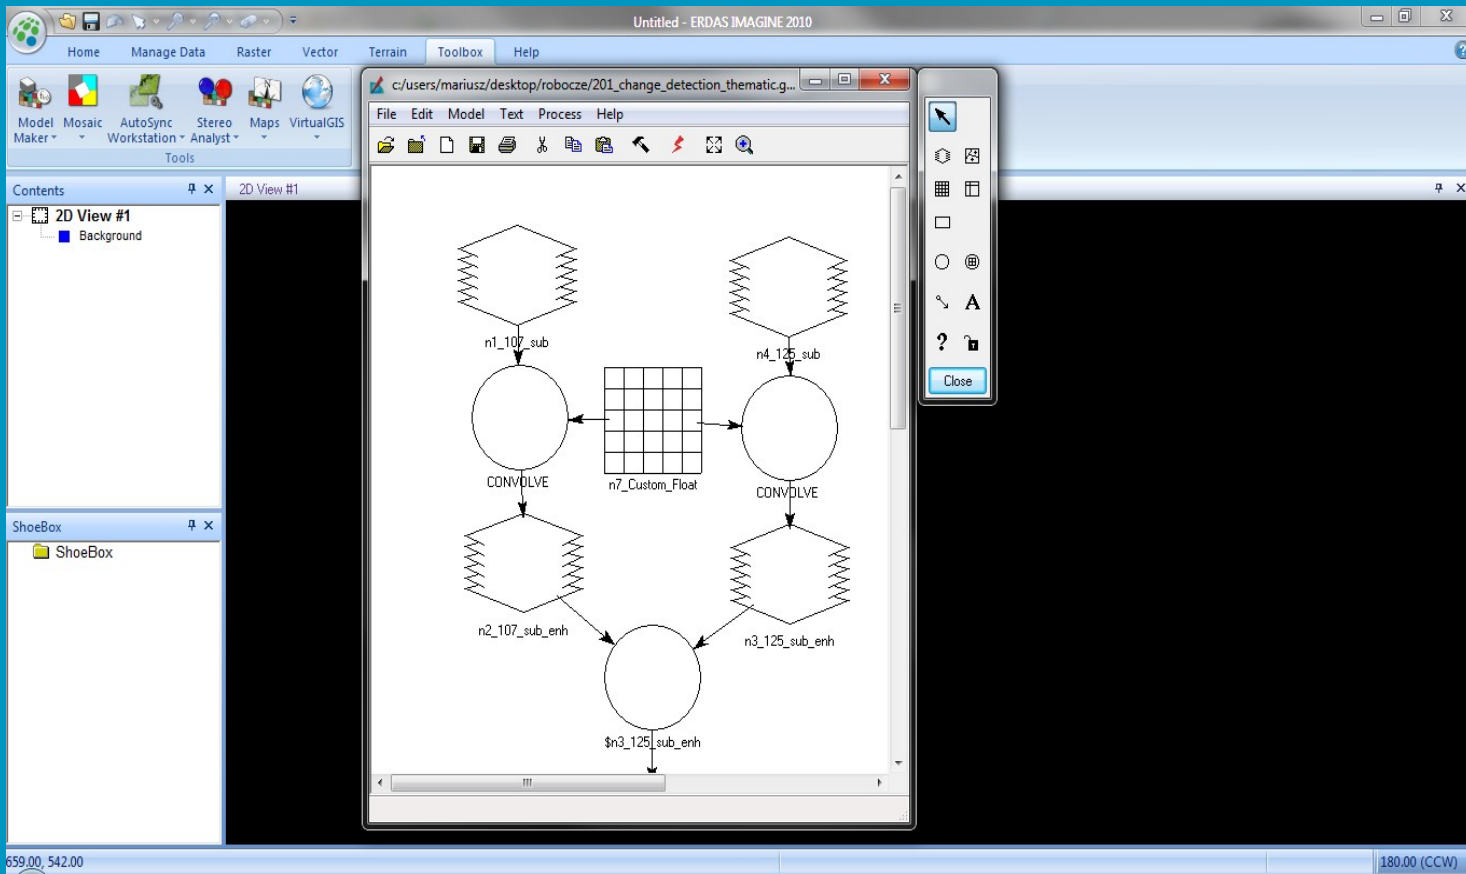 Untitled - ERDAS IMAGINE 2010
Home Manage Data Raster Vector Terrain Toolbox Help
Model Maker
Mosaic
AutoSync Workstation
Stereo Analyst
Maps
VirtualGIS
Tools
Contents
2D View #1
2D View #1
Background
ShoeBox
ShoeBox
c:/users/mariusz/desktop/robocze/201_change_detection_thematic.g...
File Edit Model Text Process Help
n1_107_sub
n4_125_sub
CONVOLVE
n7_Custom_Float
CONVOLVE
n2_107_sub_enh
n3_125_sub_enh
$n3_125_sub_enh
A
?
Close
659.00, 542.00
180.00 (CCW)